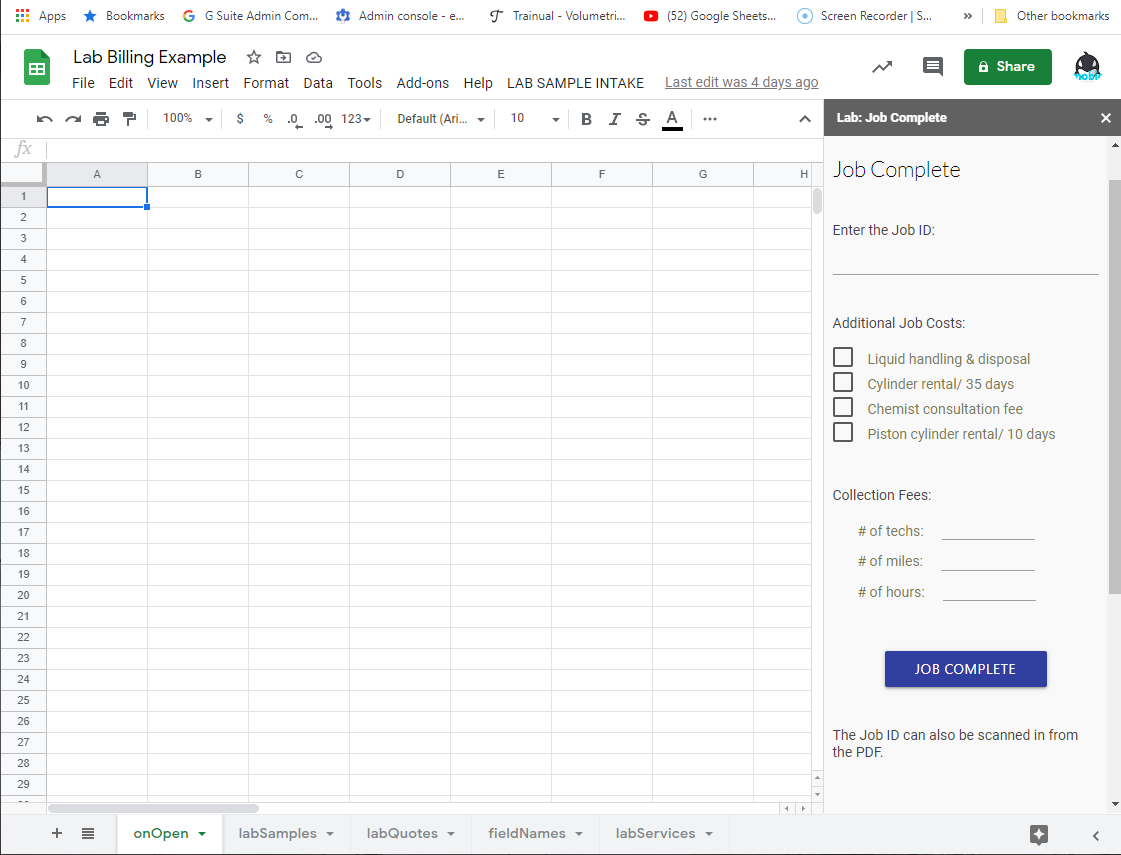 Apps Bookmarks G Suite Admin Com... Admin console - e... Trainual - Volumetri... (52) Google Sheets... Screen Recorder | S... » Other bookmarks
Lab Billing Example
File Edit View Insert Format Data Tools Add-ons Help LAB SAMPLE INTAKE Last edit was 4 days ago
Share
100% $ % .0 .00 123 Default (Ari... 10 B I S A ...
fx
A B C D E F G H
1
2
3
4
5
6
7
8
9
10
11
12
13
14
15
16
17
18
19
20
21
22
23
24
25
26
27
28
29
Lab: Job Complete
Job Complete
Enter the Job ID:
Additional Job Costs:
Liquid handling & disposal
Cylinder rental/ 35 days
Chemist consultation fee
Piston cylinder rental/ 10 days
Collection Fees:
# of techs:
# of miles:
# of hours:
JOB COMPLETE
The Job ID can also be scanned in from
the PDF.
onOpen labSamples labQuotes fieldNames labServices